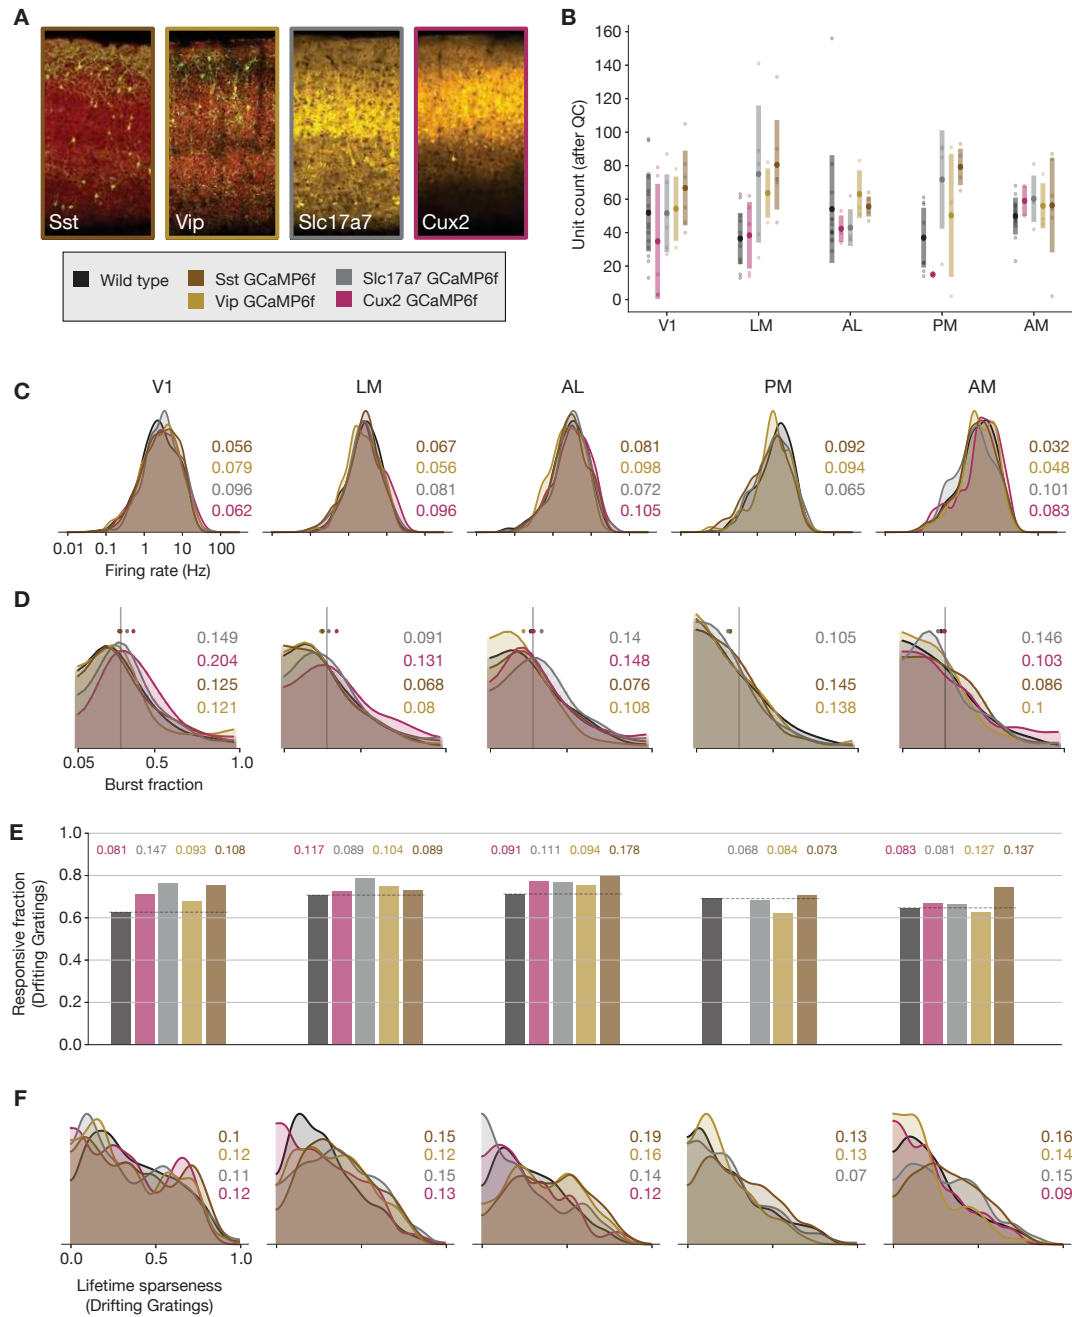 A
B
Sst
Vip
Slc17a7
Cux2
Wild type
Sst GCaMP6f
Slc17a7 GCaMP6f
Vip GCaMP6f
Cux2 GCaMP6f
Unit count (after QC)
160
140
120
100
80
60
40
20
0
V1
LM
AL
PM
AM
C
V1
LM
AL
PM
AM
0.056
0.079
0.096
0.062
0.067
0.056
0.081
0.096
0.081
0.098
0.072
0.105
0.092
0.094
0.065
0.032
0.048
0.101
0.083
0.01 0.1 1 10 100
Firing rate (Hz)
D
0.149
0.204
0.125
0.121
0.091
0.131
0.068
0.08
0.14
0.148
0.076
0.108
0.105
0.145
0.138
0.146
0.103
0.086
0.1
0.05 0.5 1.0
Burst fraction
E
Responsive fraction
(Drfiting Gratings)
1.0
0.8
0.6
0.4
0.2
0.0
0.081 0.147 0.093 0.108
0.117 0.089 0.104 0.089
0.091 0.111 0.094 0.178
0.068 0.084 0.073
0.083 0.081 0.127 0.137
F
0.1
0.12
0.11
0.12
0.15
0.12
0.15
0.13
0.19
0.16
0.14
0.12
0.13
0.13
0.07
0.16
0.14
0.15
0.09
0.0 0.5 1.0
Lifetime sparseness
(Drifting Gratings)